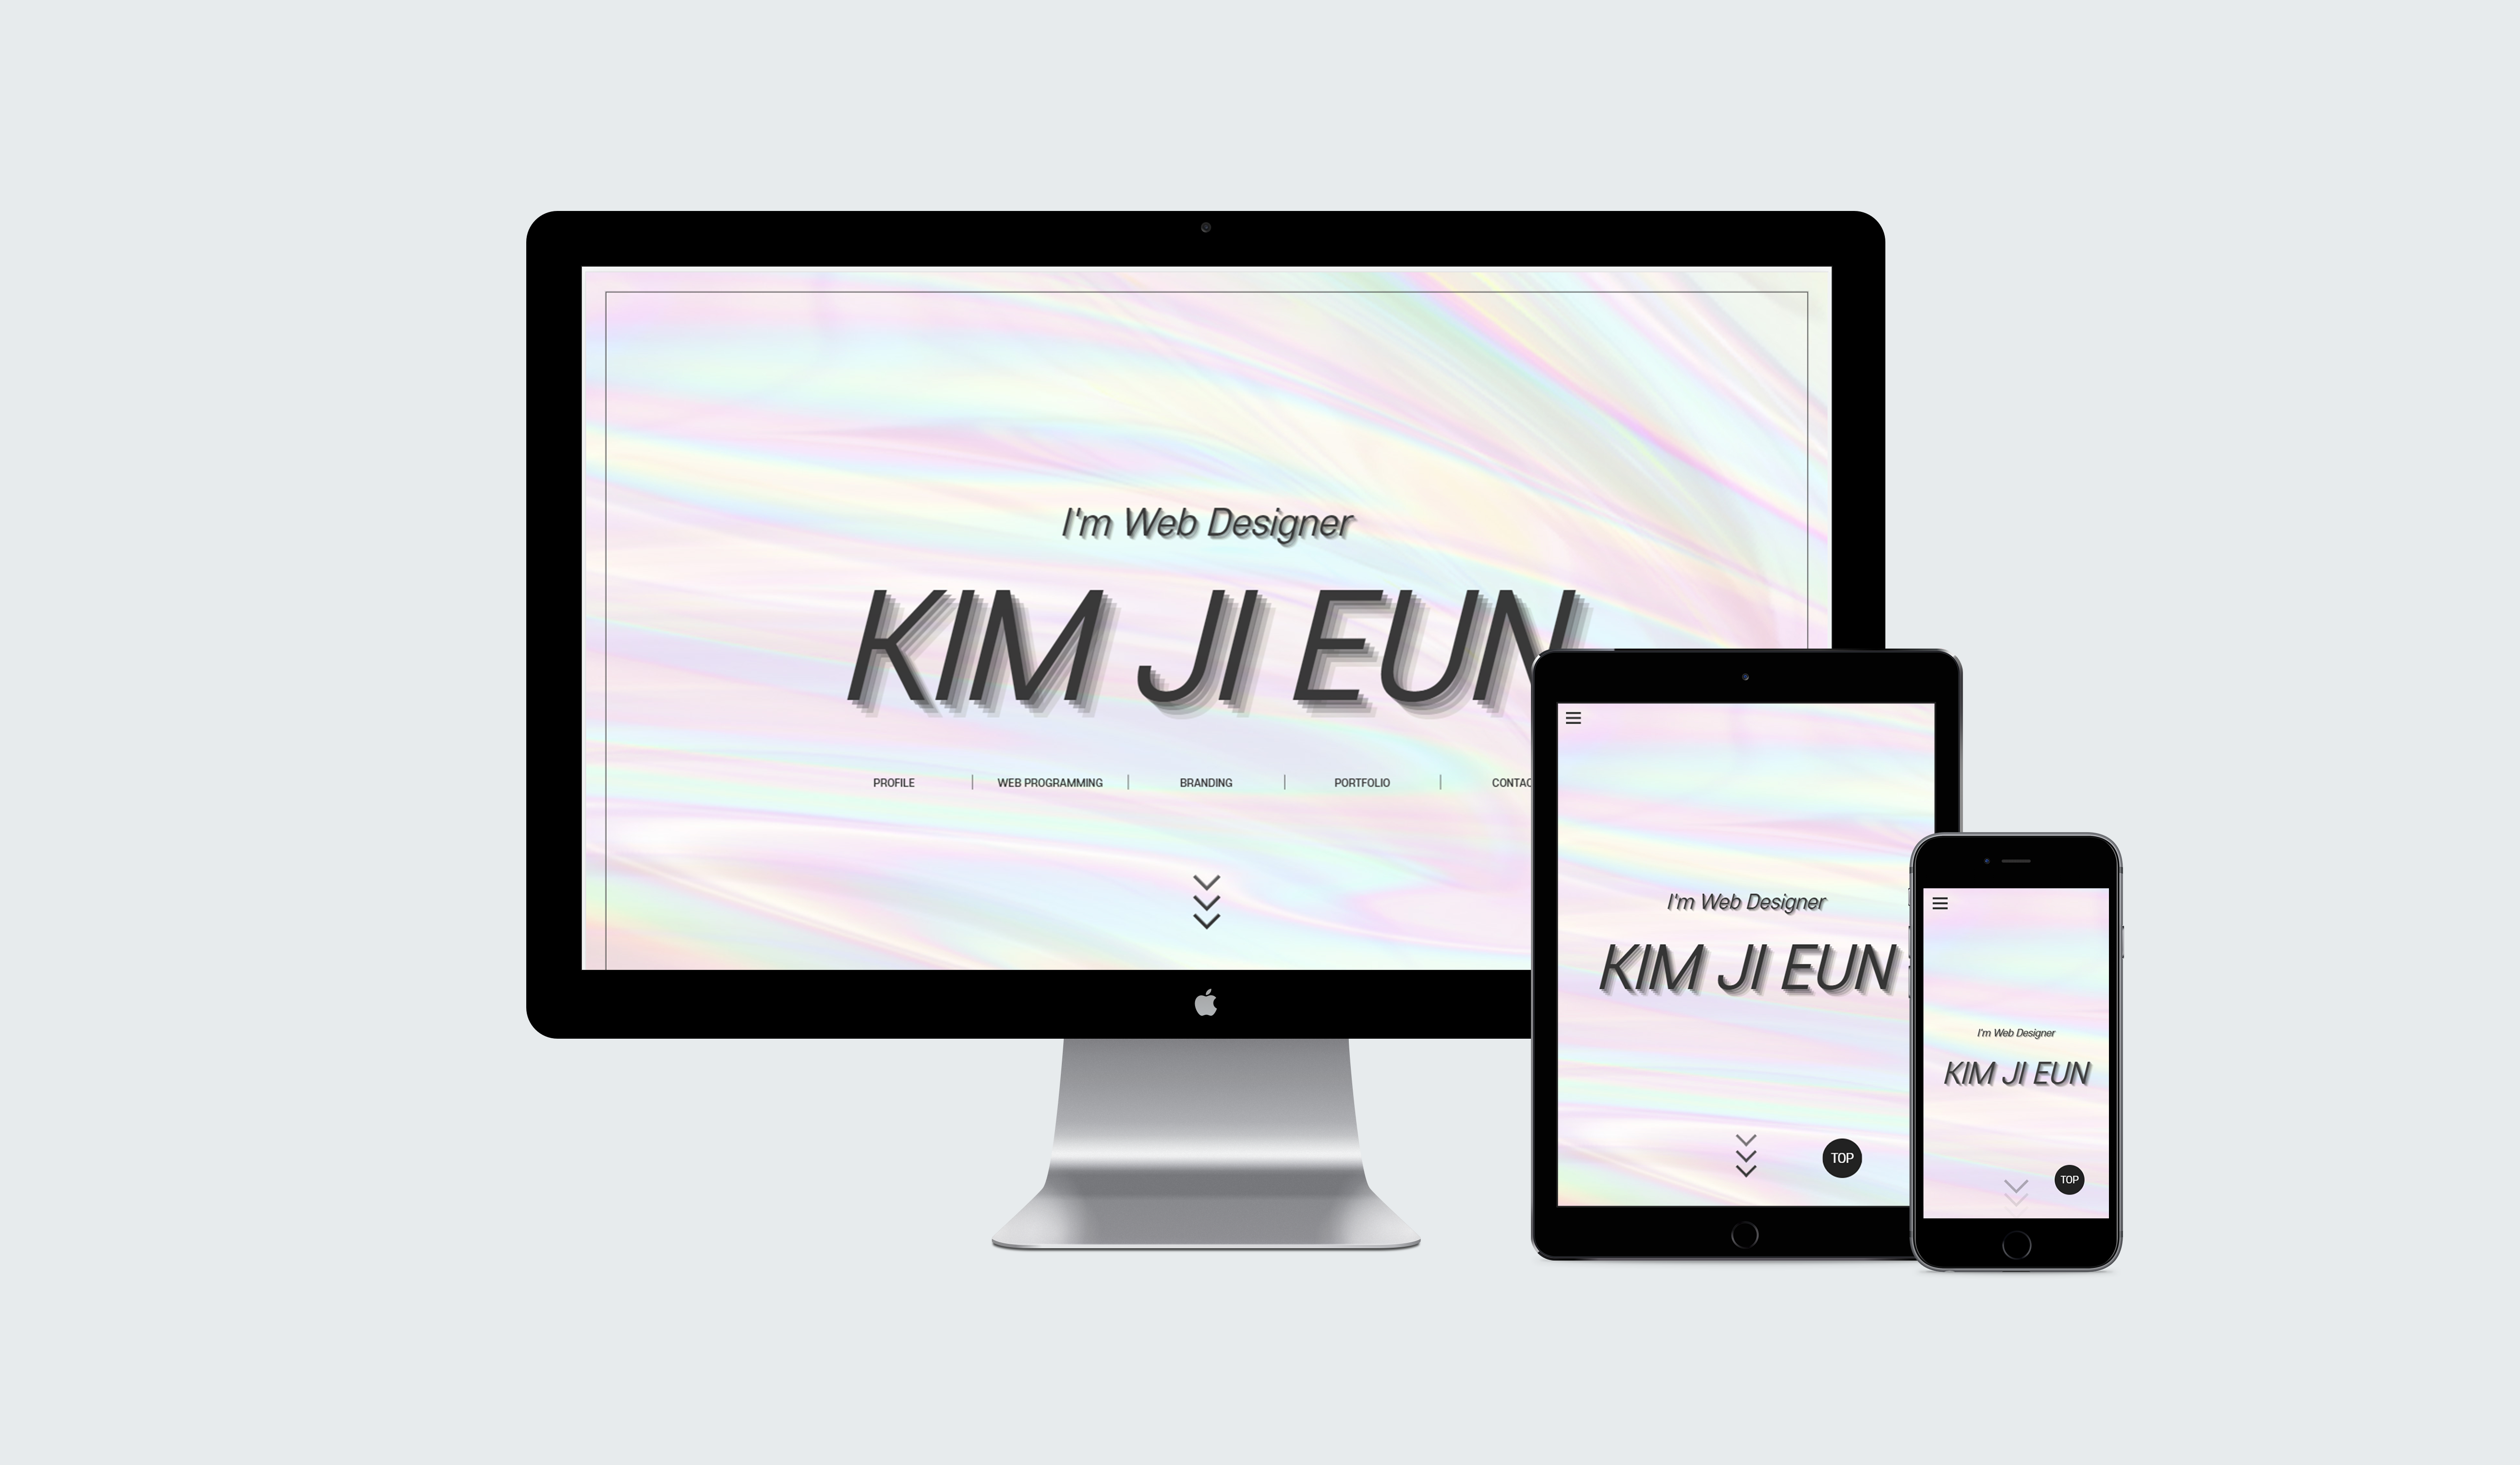 I'm Web Designer
KIM JI EUN
PROFILE | WEB PROGRAMMING | BRANDING | PORTFOLIO | CONTAC
I'm Web Designer
KIM JI EUN
TOP
I'm Web Designer
KIM JI EUN
TOP